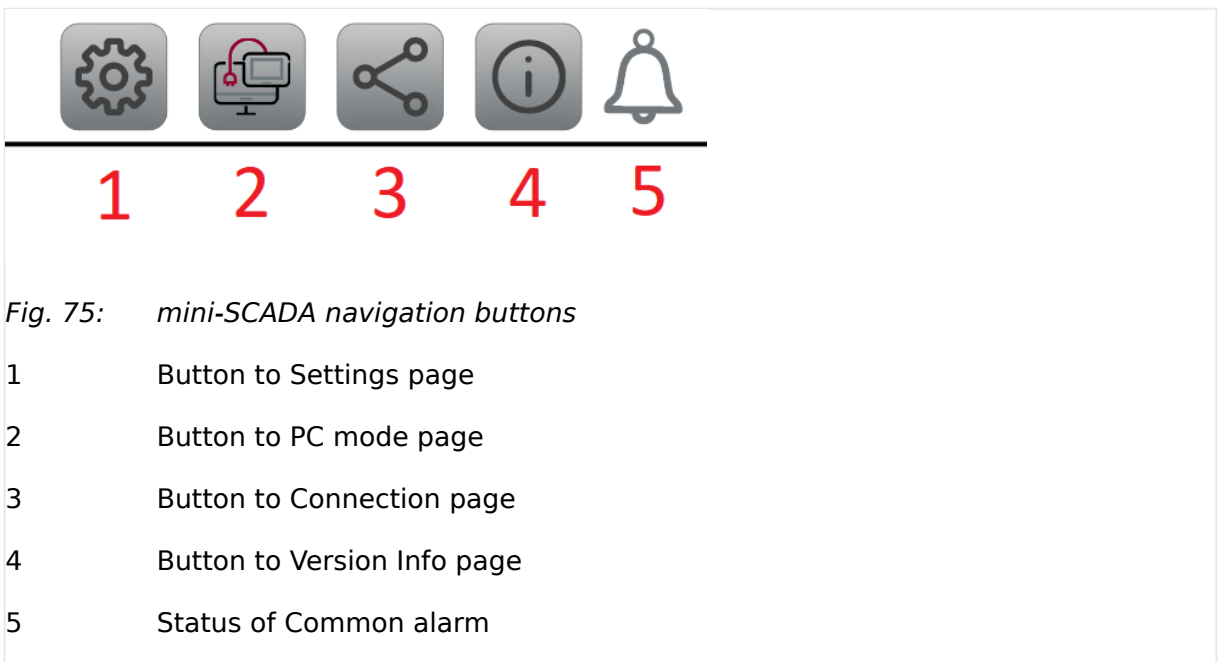 1 2 3 4 5
Fig. 75: mini-SCADA navigation buttons
1 Button to Settings page
2 Button to PC mode page
3 Button to Connection page
4 Button to Version Info page
5 Status of Common alarm